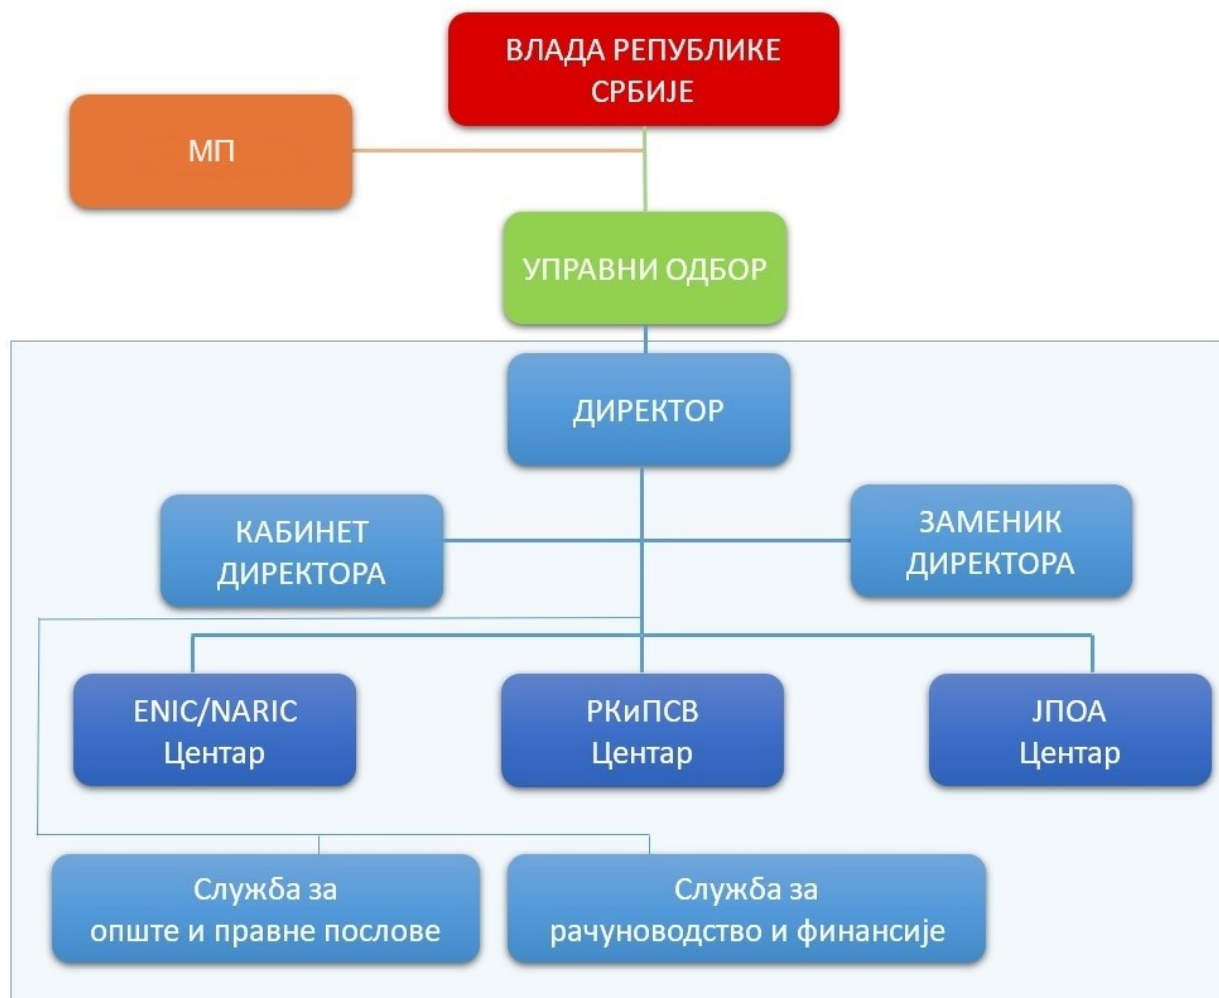 ВЛАДА РЕПУБЛИКЕ
СРБИЈЕ
МП
УПРАВНИ ОДБОР
ДИРЕКТОР
КАБИНЕТ
ДИРЕКТОРА
ЗАМЕНИК
ДИРЕКТОРА
ENIC/NARIC
Центар
РКиПСВ
Центар
ЈПОА
Центар
Служба за
опште и правне послове
Служба за
рачуноводство и финансије